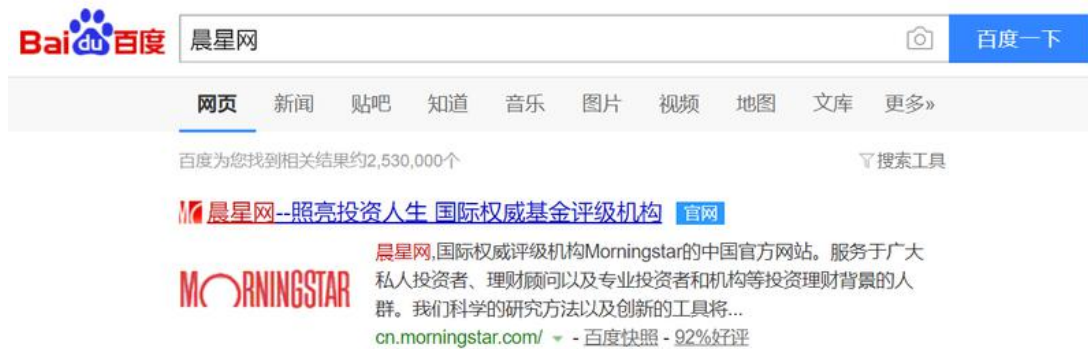 Bai du 百度 晨星网 百度一下
网页 新闻 贴吧 知道 音乐 图片 视频 地图 文库 更多»
百度为您找到相关结果约2,530,000个 搜索工具
晨星网--照亮投资人生 国际权威基金评级机构 官网
晨星网,国际权威评级机构Morningstar的中国官方网站。服务于广大
MORNINGSTAR 私人投资者、理财顾问以及专业投资者和机构等投资理财背景的人
群。我们科学的研究方法以及创新的工具将...
cn.morningstar.com/ - 百度快照 - 92%好评